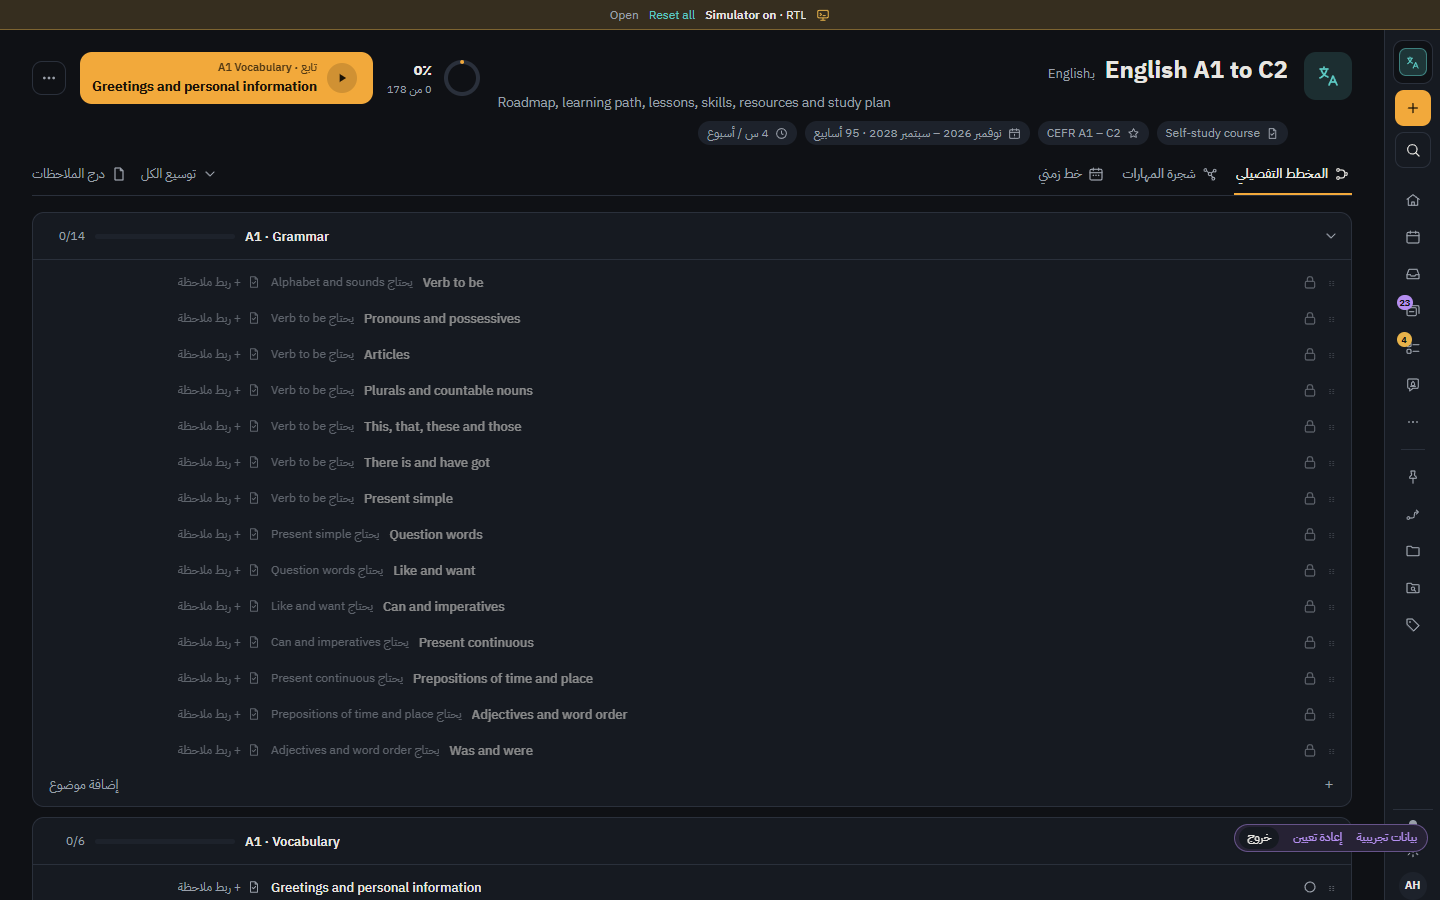 Open Reset all Simulator on · RTL
English A1 to C2
بـEnglish
Roadmap, learning path, lessons, skills, resources and study plan
Self-study course
CEFR A1 – C2
نوفمبر 2026 – سبتمبر 2028 · 95 أسابيع
4 س / أسبوع
0٪
0 من 178
تابع · A1 Vocabulary
Greetings and personal information
المخطط التفصيلي
شجرة المهارات
خط زمني
توسيع الكل
درج الملاحظات
A1 · Grammar
0/14
Verb to be يحتاج Alphabet and sounds + ربط ملاحظة
Pronouns and possessives يحتاج Verb to be + ربط ملاحظة
Articles يحتاج Verb to be + ربط ملاحظة
Plurals and countable nouns يحتاج Verb to be + ربط ملاحظة
This, that, these and those يحتاج Verb to be + ربط ملاحظة
There is and have got يحتاج Verb to be + ربط ملاحظة
Present simple يحتاج Verb to be + ربط ملاحظة
Question words يحتاج Present simple + ربط ملاحظة
Like and want يحتاج Question words + ربط ملاحظة
Can and imperatives يحتاج Like and want + ربط ملاحظة
Present continuous يحتاج Can and imperatives + ربط ملاحظة
Prepositions of time and place يحتاج Present continuous + ربط ملاحظة
Adjectives and word order يحتاج Prepositions of time and place + ربط ملاحظة
Was and were يحتاج Adjectives and word order + ربط ملاحظة
+ إضافة موضوع
A1 · Vocabulary
0/6
Greetings and personal information + ربط ملاحظة
23
4
بيانات تجريبية إعادة تعيين خروج
AH